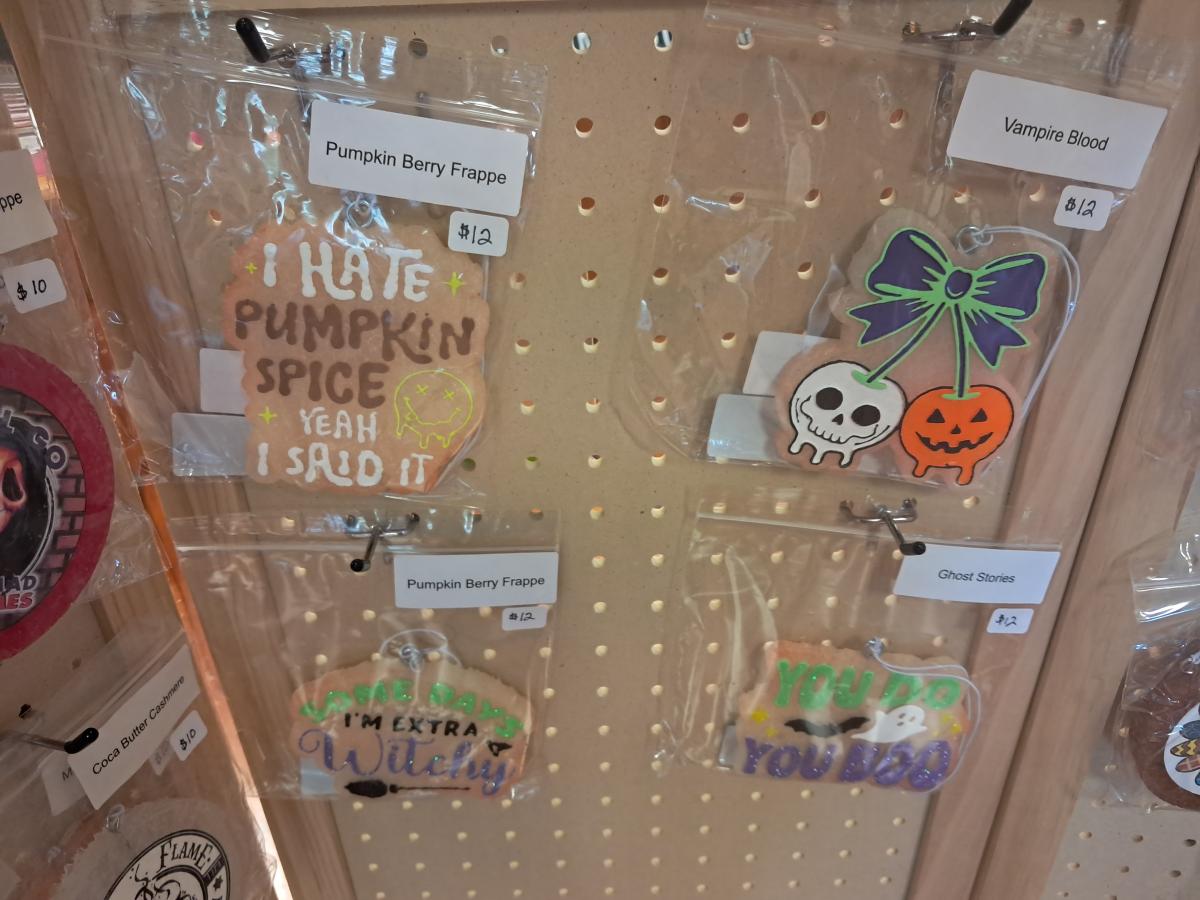 Pumpkin Berry Frappe
$12
I HATE
PUMPKIN
SPICE
YEAH
I SAID IT
Vampire Blood
$12
ppe
$10
Pumpkin Berry Frappe
$12
SOME DAYS
I'M EXTRA
Witchy
Ghost Stories
$12
YOU DO
YOU BOO
Coca Butter Cashmere
$10
FLAME